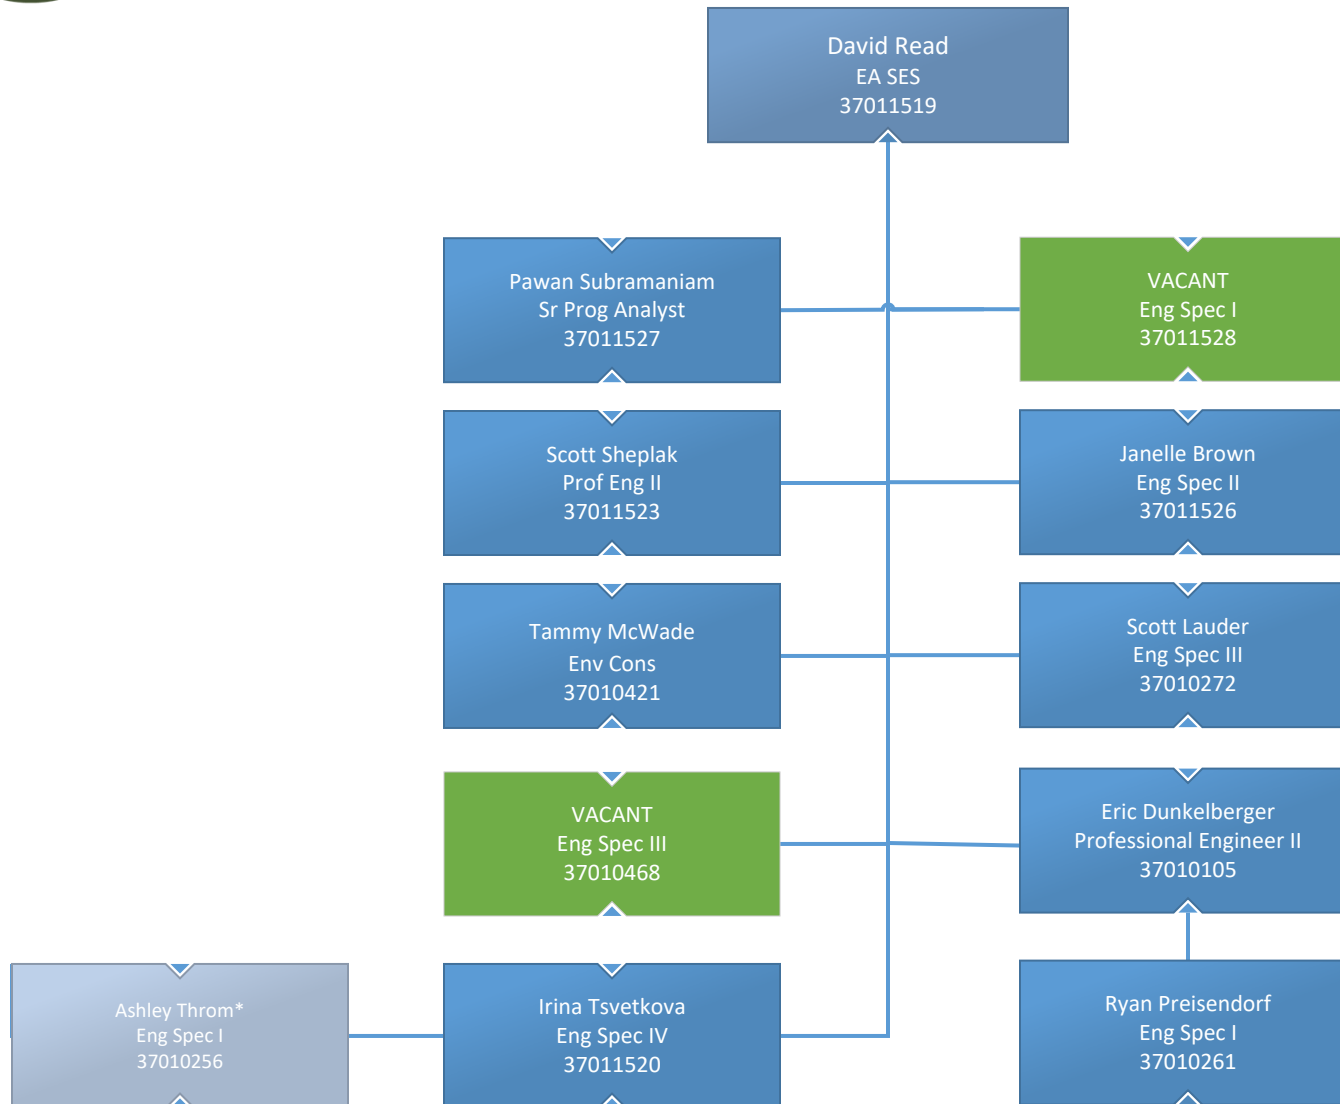 David Read
EA SES
37011519
Pawan Subramaniam
Sr Prog Analyst
37011527
VACANT
Eng Spec I
37011528
Scott Sheplak
Prof Eng II
37011523
Janelle Brown
Eng Spec II
37011526
Tammy McWade
Env Cons
37010421
Scott Lauder
Eng Spec III
37010272
VACANT
Eng Spec III
37010468
Eric Dunkelberger
Professional Engineer II
37010105
Ashley Throm*
Eng Spec I
37010256
Irina Tsvetkova
Eng Spec IV
37011520
Ryan Preisendorf
Eng Spec I
37010261